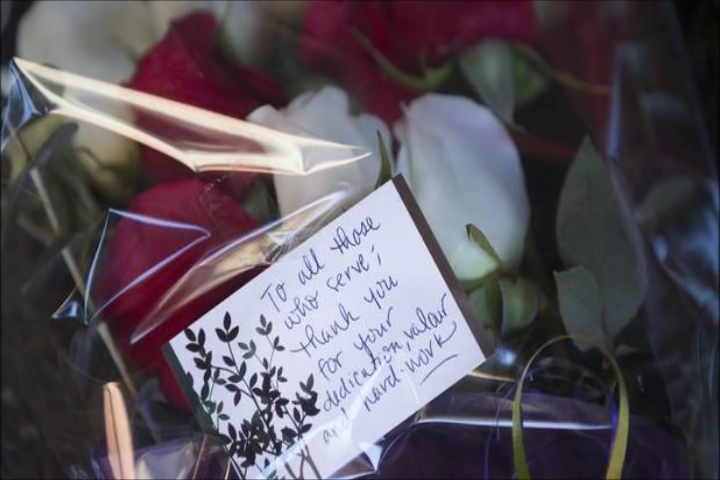 To all those
who serve;
thank you
for your
dedication, valour
and hard work